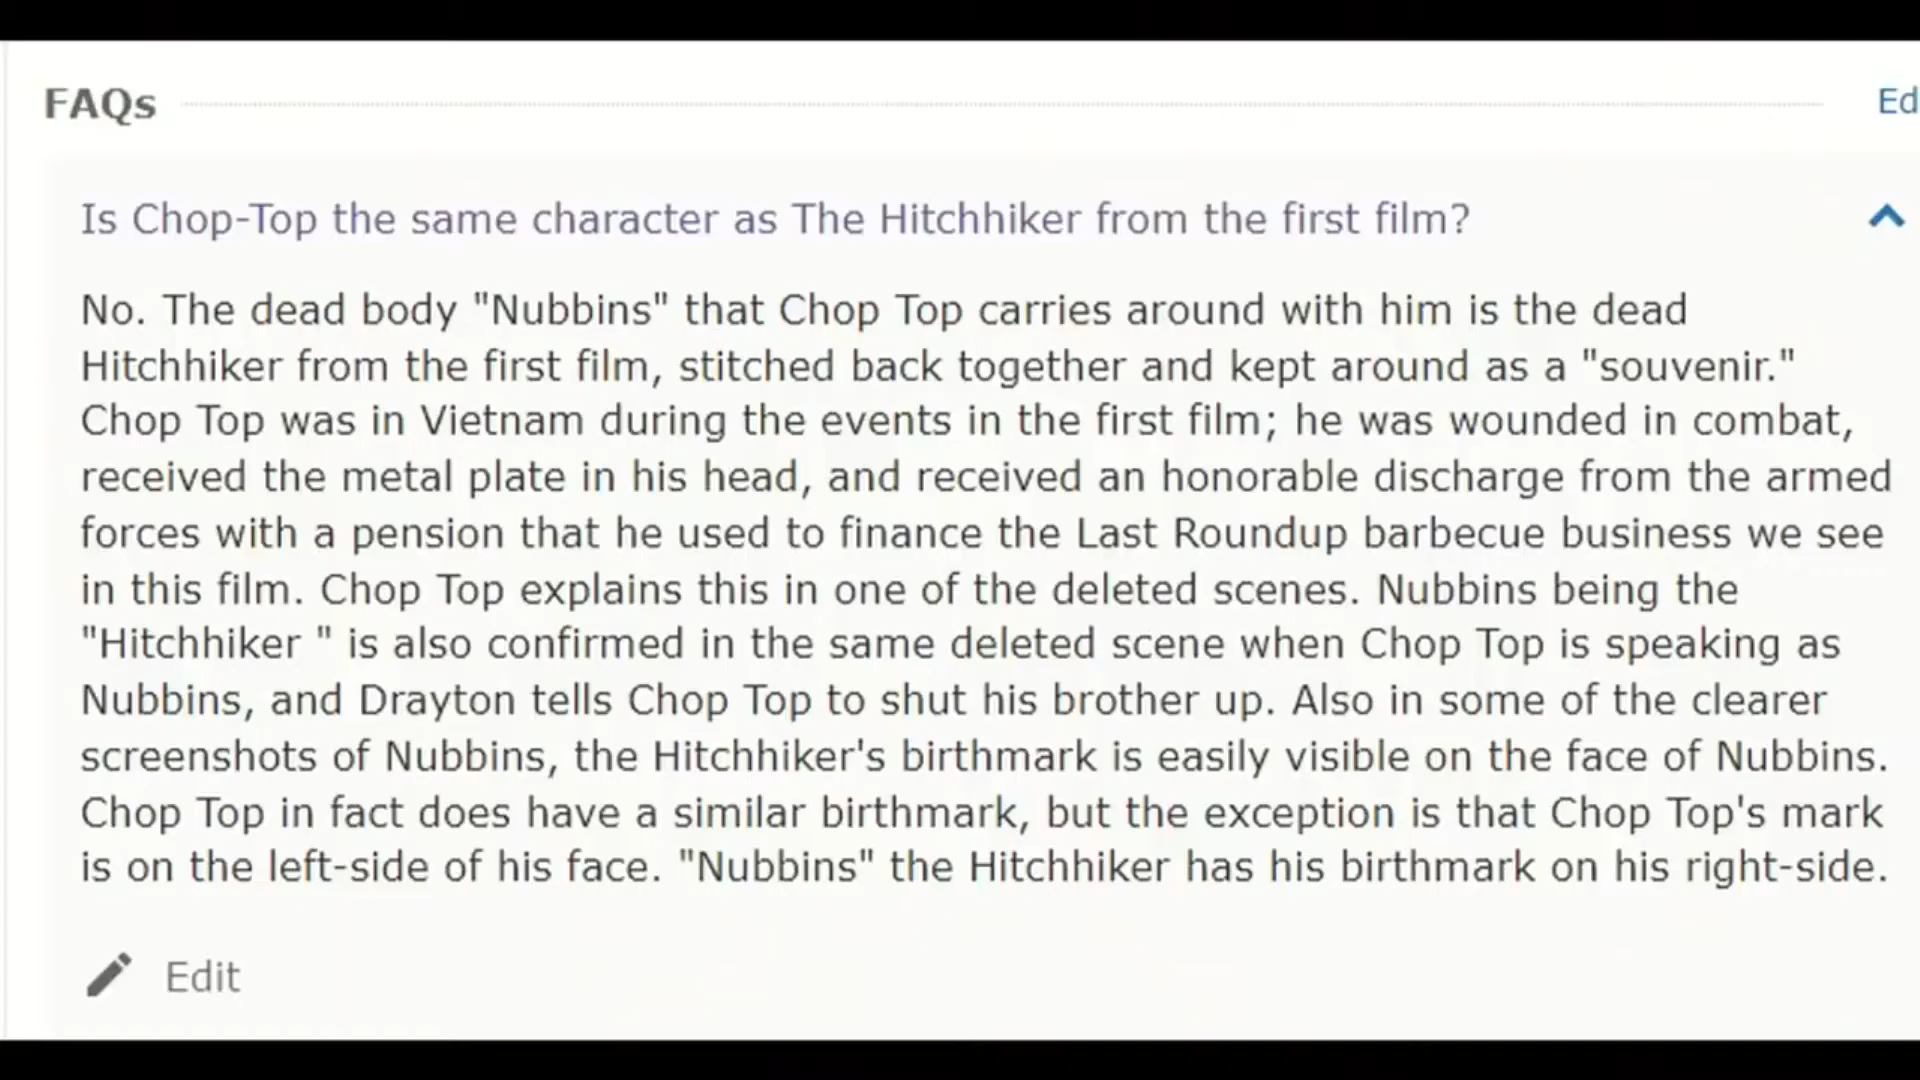 FAQs
Ed
Is Chop-Top the same character as The Hitchhiker from the first film?
No. The dead body "Nubbins" that Chop Top carries around with him is the dead
Hitchhiker from the first film, stitched back together and kept around as a "souvenir."
Chop Top was in Vietnam during the events in the first film; he was wounded in combat,
received the metal plate in his head, and received an honorable discharge from the armed
forces with a pension that he used to finance the Last Roundup barbecue business we see
in this film. Chop Top explains this in one of the deleted scenes. Nubbins being the
"Hitchhiker " is also confirmed in the same deleted scene when Chop Top is speaking as
Nubbins, and Drayton tells Chop Top to shut his brother up. Also in some of the clearer
screenshots of Nubbins, the Hitchhiker's birthmark is easily visible on the face of Nubbins.
Chop Top in fact does have a similar birthmark, but the exception is that Chop Top's mark
is on the left-side of his face. "Nubbins" the Hitchhiker has his birthmark on his right-side.
Edit